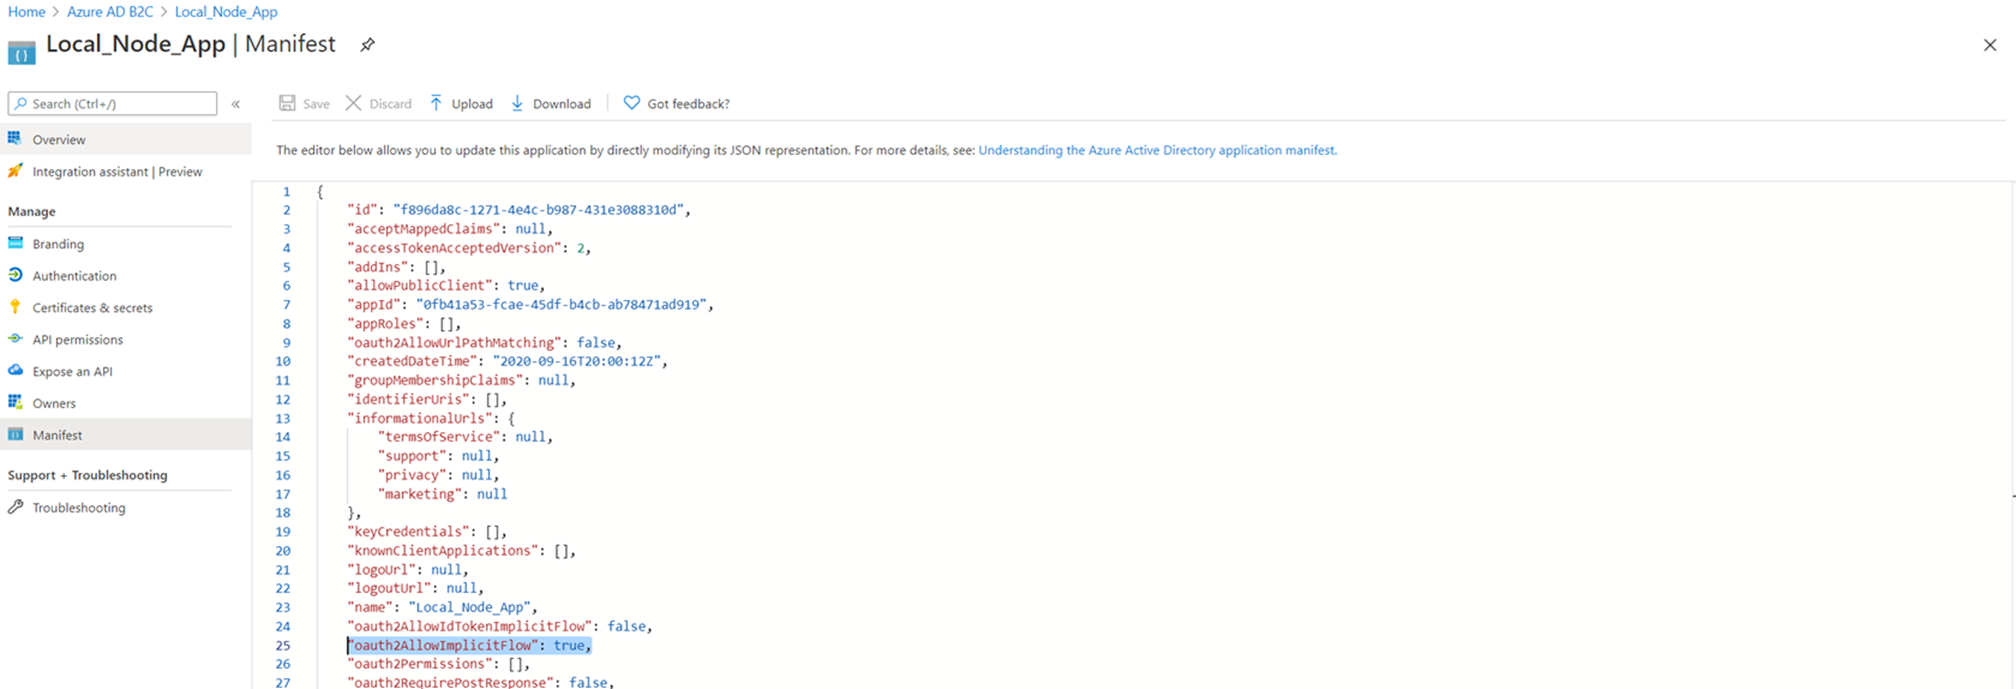 Home > Azure AD B2C > Local_Node_App
Local_Node_App | Manifest
Search (Ctrl+/)
«
Overview
Integration assistant | Preview
Manage
Branding
Authentication
Certificates & secrets
API permissions
Expose an API
Owners
Manifest
Support + Troubleshooting
Troubleshooting
Save Discard Upload Download Got feedback?
The editor below allows you to update this application by directly modifying its JSON representation. For more details, see: Understanding the Azure Active Directory application manifest.
1 {
2 "id": "f896da8c-1271-4e4c-b987-431e3088310d",
3 "acceptMappedClaims": null,
4 "accessTokenAcceptedVersion": 2,
5 "addIns": [],
6 "allowPublicClient": true,
7 "appId": "0fb41a53-fcae-45df-b4cb-ab78471ad919",
8 "appRoles": [],
9 "oauth2AllowUrlPathMatching": false,
10 "createdDateTime": "2020-09-16T20:00:12Z",
11 "groupMembershipClaims": null,
12 "identifierUris": [],
13 "informationalUrls": {
14 "termsOfService": null,
15 "support": null,
16 "privacy": null,
17 "marketing": null
18 },
19 "keyCredentials": [],
20 "knownClientApplications": [],
21 "logoUrl": null,
22 "logoutUrl": null,
23 "name": "Local_Node_App",
24 "oauth2AllowIdTokenImplicitFlow": false,
25 "oauth2AllowImplicitFlow": true,
26 "oauth2Permissions": [],
27 "oauth2RequirePostResponse": false,